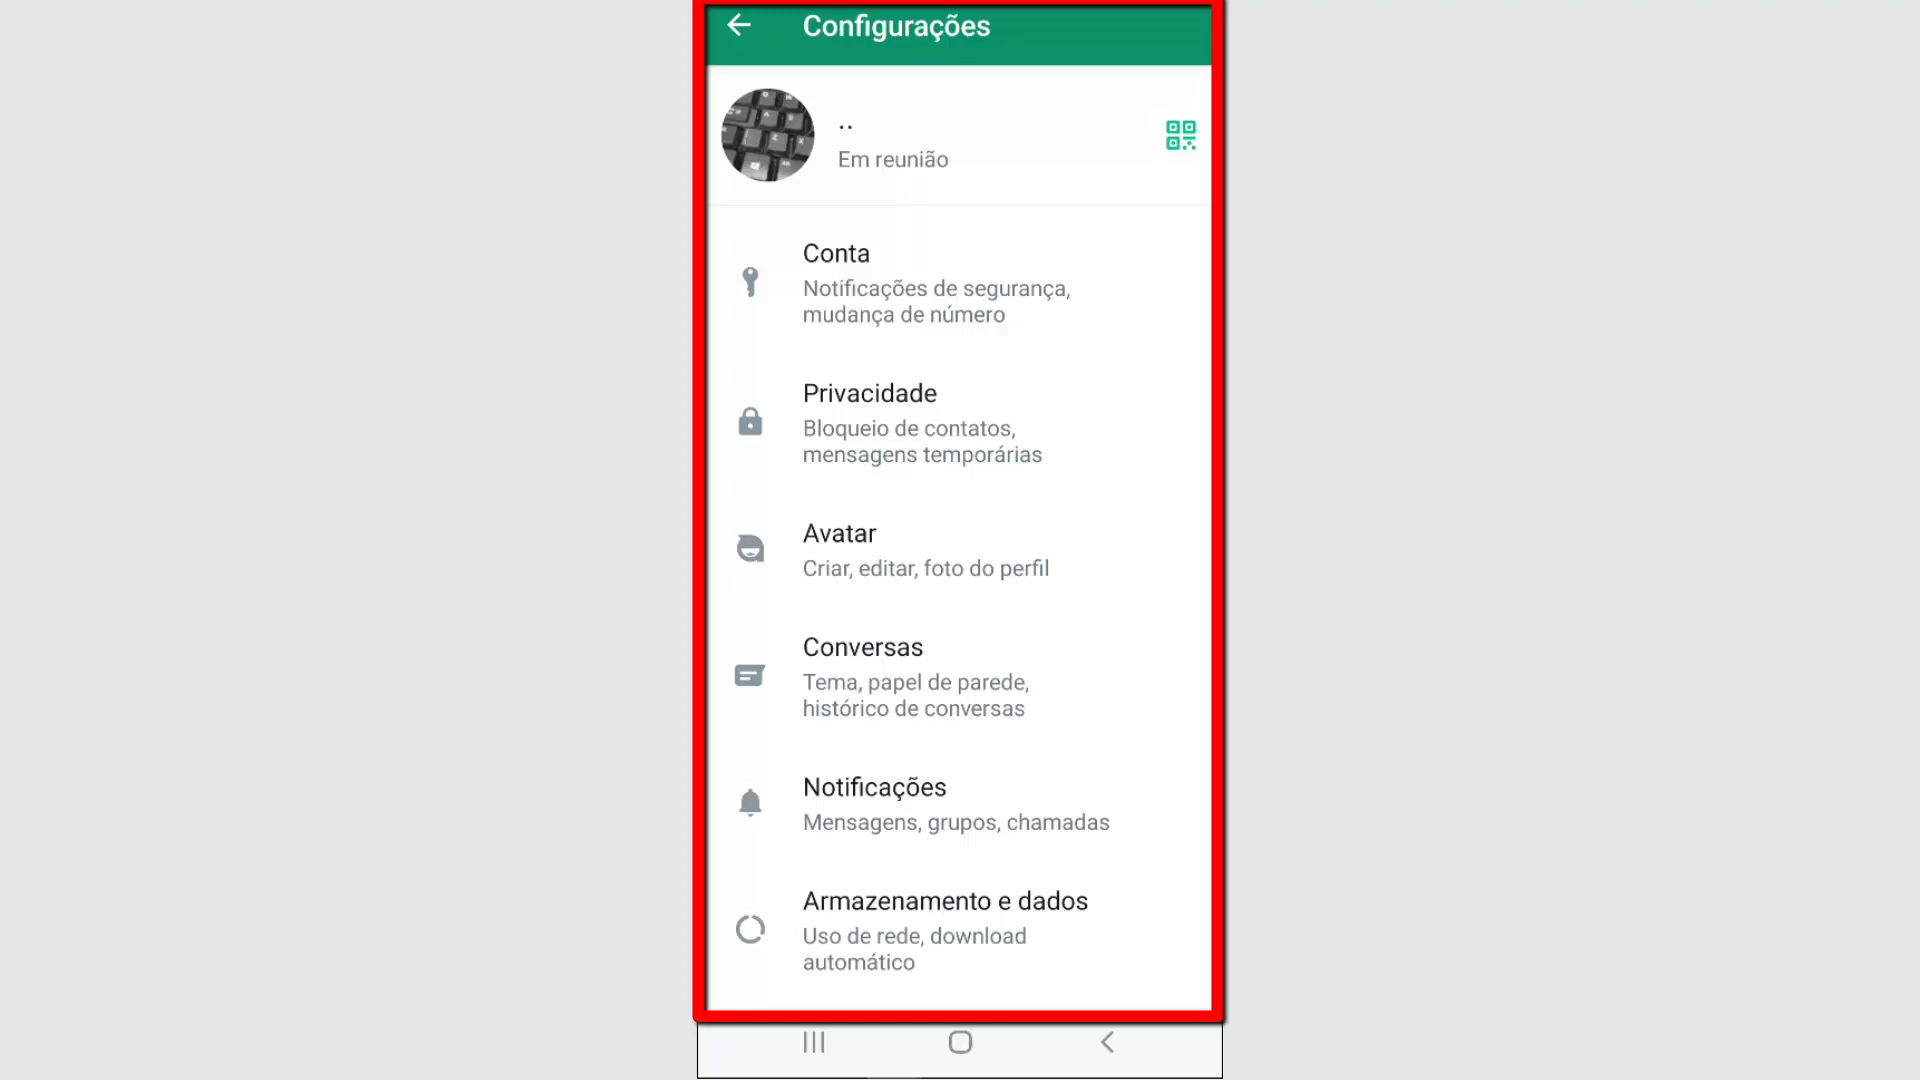 Configurações
..
Em reunião
Conta
Notificações de segurança,
mudança de número
Privacidade
Bloqueio de contatos,
mensagens temporárias
Avatar
Criar, editar, foto do perfil
Conversas
Tema, papel de parede,
histórico de conversas
Notificações
Mensagens, grupos, chamadas
Armazenamento e dados
Uso de rede, download
automático